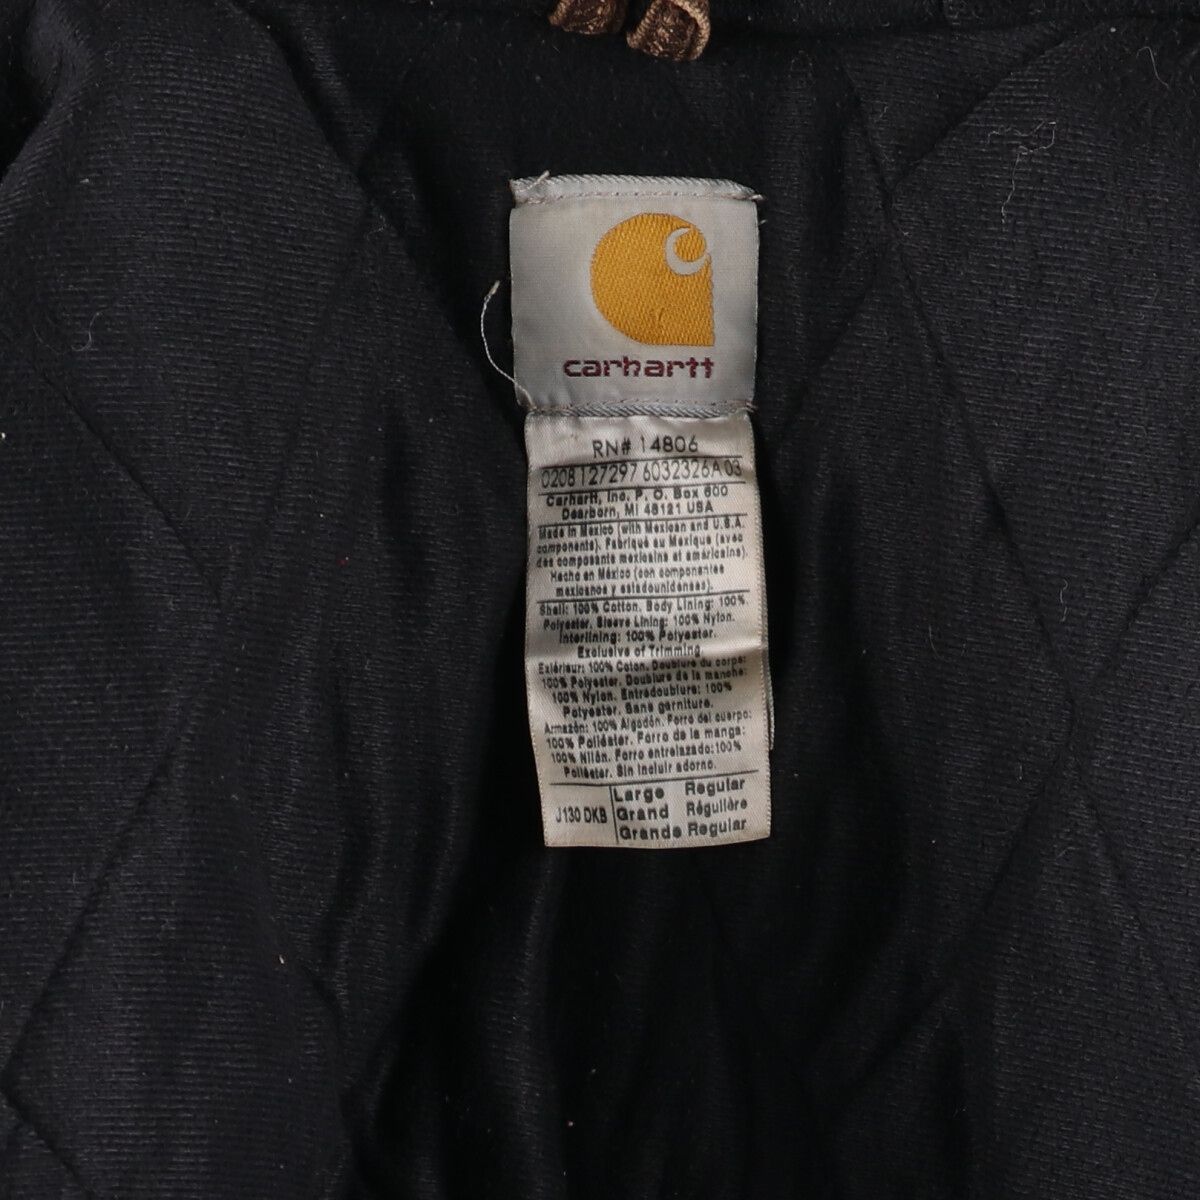 carhartt
RN# 14806
0208127297 6032326A 03
Carhartt, Inc. P. O. Box 600
Dearborn, MI 48121 USA
Made in Mexico (with Mexican and U.S.A.
components). Fabriqué au Mexique (avec
des composants mexicains et américains).
Hecho en México (con componentes
mexicanos y estadounidenses).
Shell: 100% Cotton. Body Lining: 100%
Polyester. Sleeve Lining: 100% Nylon.
Interlining: 100% Polyester.
Exclusive of Trimming.
Extérieur: 100% Coton. Doublure du corps:
100% Polyester. Doublure de la manche:
100% Nylon. Entredoublure: 100%
Polyester. Sans garniture.
Armazón: 100% Algodón. Forro del cuerpo:
100% Poliéster. Forro de la manga:
100% Nilón. Forro entrelazado: 100%
Poliéster. Sin incluir adorno.
J130 DKB
Large Regular
Grand Régulière
Grande Regular